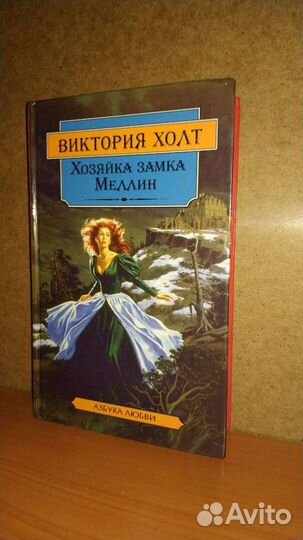 ВИКТОРИЯ ХОЛТ
ХОЗЯЙКА ЗАМКА
МЕЛЛИН
АЗБУКА ЛЮБВИ
Avito